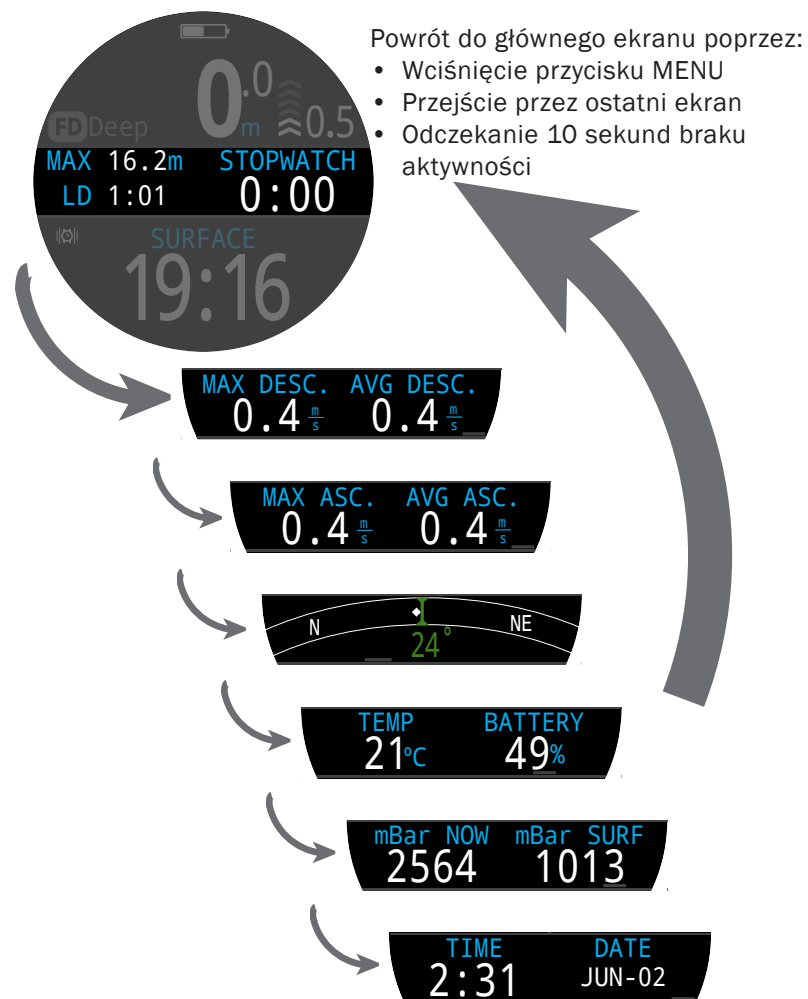 Powrót do głównego ekranu poprzez:
• Wciśnięcie przycisku MENU
• Przejście przez ostatni ekran
• Odczekanie 10 sekund braku
aktywności
0.0 m 0.5
FD Deep
MAX 16.2m STOPWATCH
LD 1:01 0:00
SURFACE
19:16
MAX DESC. AVG DESC.
0.4 m/s 0.4 m/s
MAX ASC. AVG ASC.
0.4 m/s 0.4 m/s
N NE
24°
TEMP BATTERY
21ºC 49%
mBar NOW mBar SURF
2564 1013
TIME DATE
2:31 JUN-02